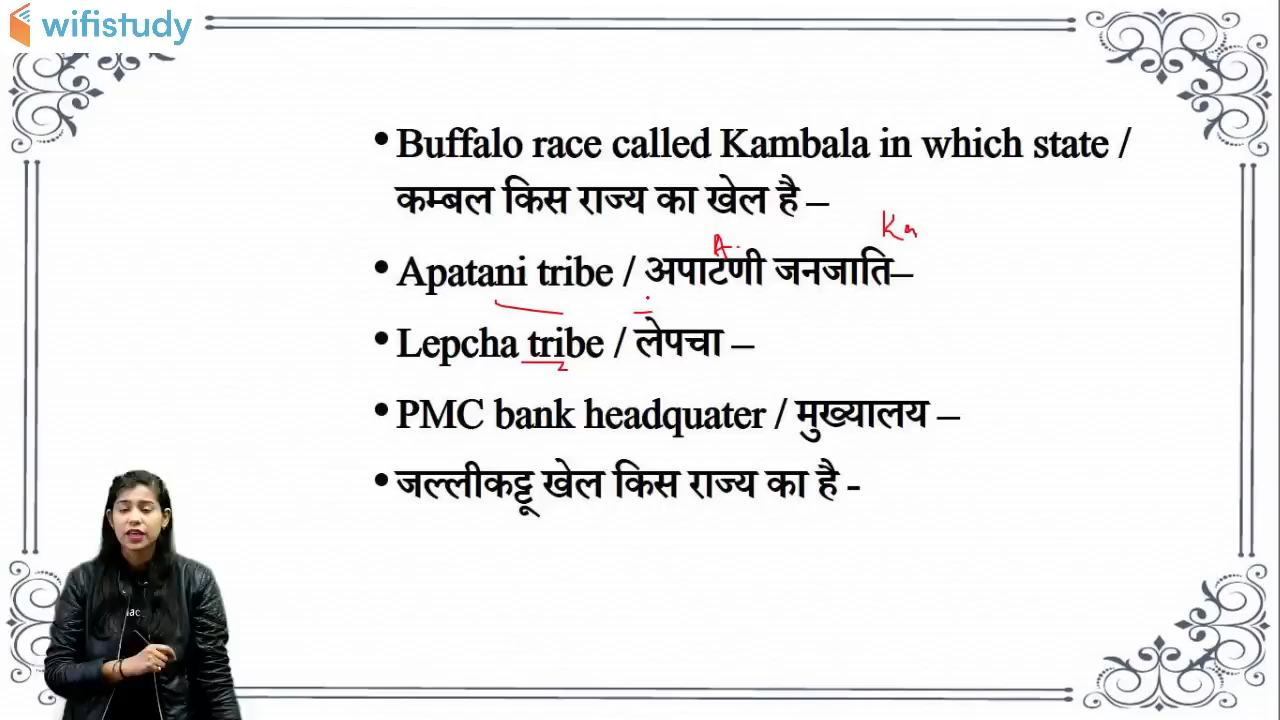 wifistudy
• Buffalo race called Kambala in which state /
कम्बल किस राज्य का खेल है –
Ka
A.
• Apatani tribe / अपाटणी जनजाति–
• Lepcha tribe / लेपचा –
• PMC bank headquater / मुख्यालय –
• जल्लीकट्टू खेल किस राज्य का है -